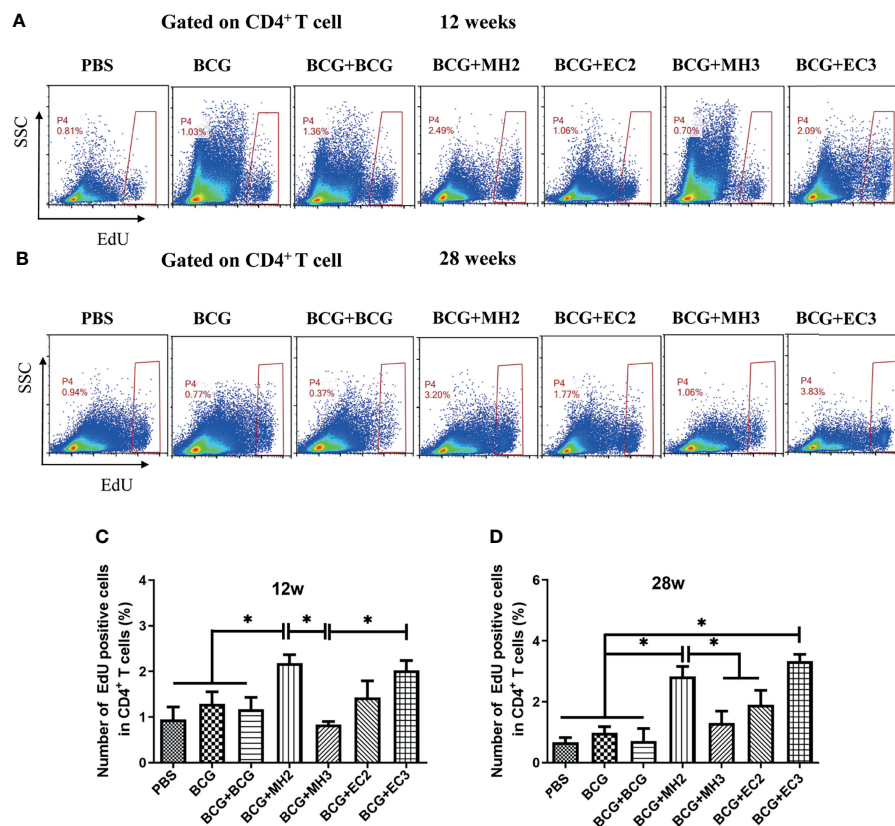 A
Gated on CD4+ T cell 12 weeks
PBS BCG BCG+BCG BCG+MH2 BCG+EC2 BCG+MH3 BCG+EC3
SSC
P4
0.81%
P4
1.03%
P4
1.36%
P4
2.49%
P4
1.06%
P4
0.70%
P4
2.09%
EdU
B
Gated on CD4+ T cell 28 weeks
PBS BCG BCG+BCG BCG+MH2 BCG+EC2 BCG+MH3 BCG+EC3
SSC
P4
0.94%
P4
0.77%
P4
0.37%
P4
3.20%
P4
1.77%
P4
1.06%
P4
3.83%
EdU
C
12w
Number of EdU positive cells
in CD4+ T cells (%)
4
3
2
1
0
* * *
PBS
BCG
BCG+BCG
BCG+MH2
BCG+MH3
BCG+EC2
BCG+EC3
D
28w
Number of EdU positive cells
in CD4+ T cells (%)
6
4
2
0
*
* *
PBS
BCG
BCG+BCG
BCG+MH2
BCG+MH3
BCG+EC2
BCG+EC3